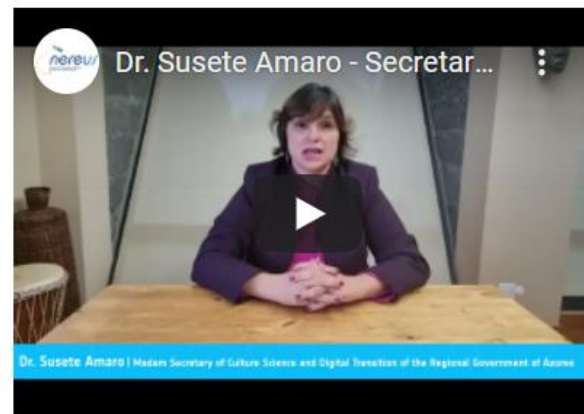 nereus
Dr. Susete Amaro - Secretar...
Dr. Susete Amaro | Madam Secretary of Culture Science and Digital Transition of the Regional Government of Azores